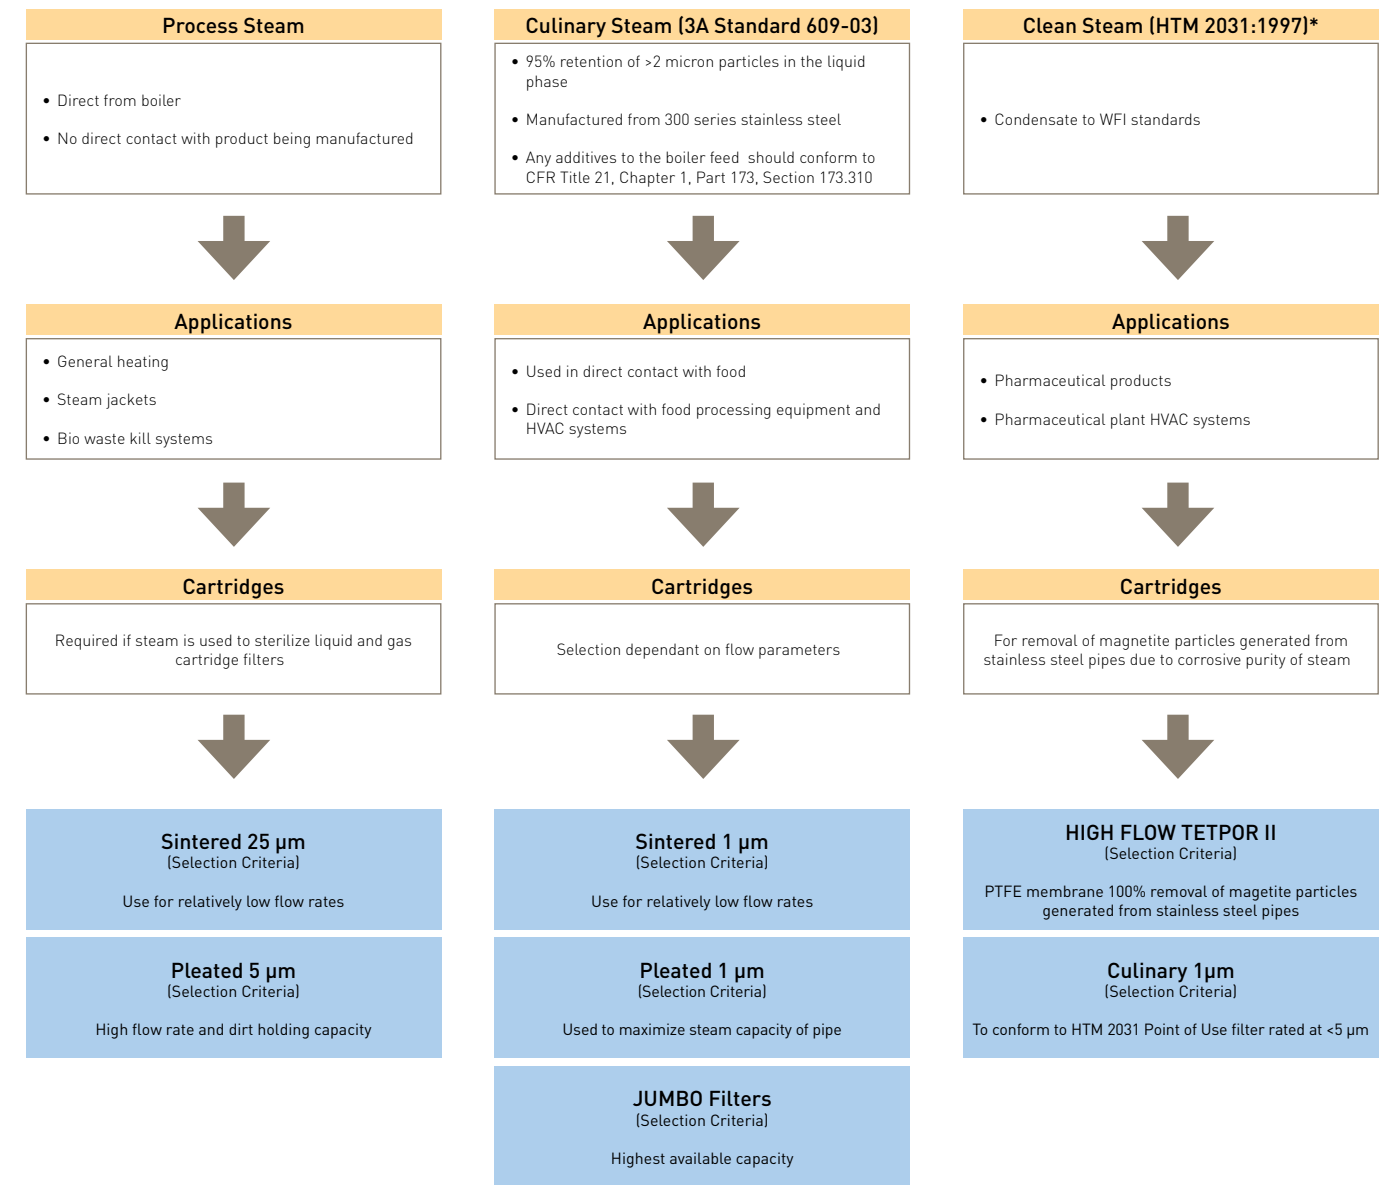 Process Steam
• Direct from boiler
• No direct contact with product being manufactured
Applications
• General heating
• Steam jackets
• Bio waste kill systems
Cartridges
Required if steam is used to sterilize liquid and gas
cartridge filters
Sintered 25 µm
(Selection Criteria)
Use for relatively low flow rates
Pleated 5 µm
(Selection Criteria)
High flow rate and dirt holding capacity
Culinary Steam (3A Standard 609-03)
• 95% retention of >2 micron particles in the liquid
phase
• Manufactured from 300 series stainless steel
• Any additives to the boiler feed should conform to
CFR Title 21, Chapter 1, Part 173, Section 173.310
Applications
• Used in direct contact with food
• Direct contact with food processing equipment and
HVAC systems
Cartridges
Selection dependant on flow parameters
Sintered 1 µm
(Selection Criteria)
Use for relatively low flow rates
Pleated 1 µm
(Selection Criteria)
Used to maximize steam capacity of pipe
JUMBO Filters
(Selection Criteria)
Highest available capacity
Clean Steam (HTM 2031:1997)*
• Condensate to WFI standards
Applications
• Pharmaceutical products
• Pharmaceutical plant HVAC systems
Cartridges
For removal of magnetite particles generated from
stainless steel pipes due to corrosive purity of steam
HIGH FLOW TETPOR II
(Selection Criteria)
PTFE membrane 100% removal of magetite particles
generated from stainless steel pipes
Culinary 1µm
(Selection Criteria)
To conform to HTM 2031 Point of Use filter rated at <5 µm